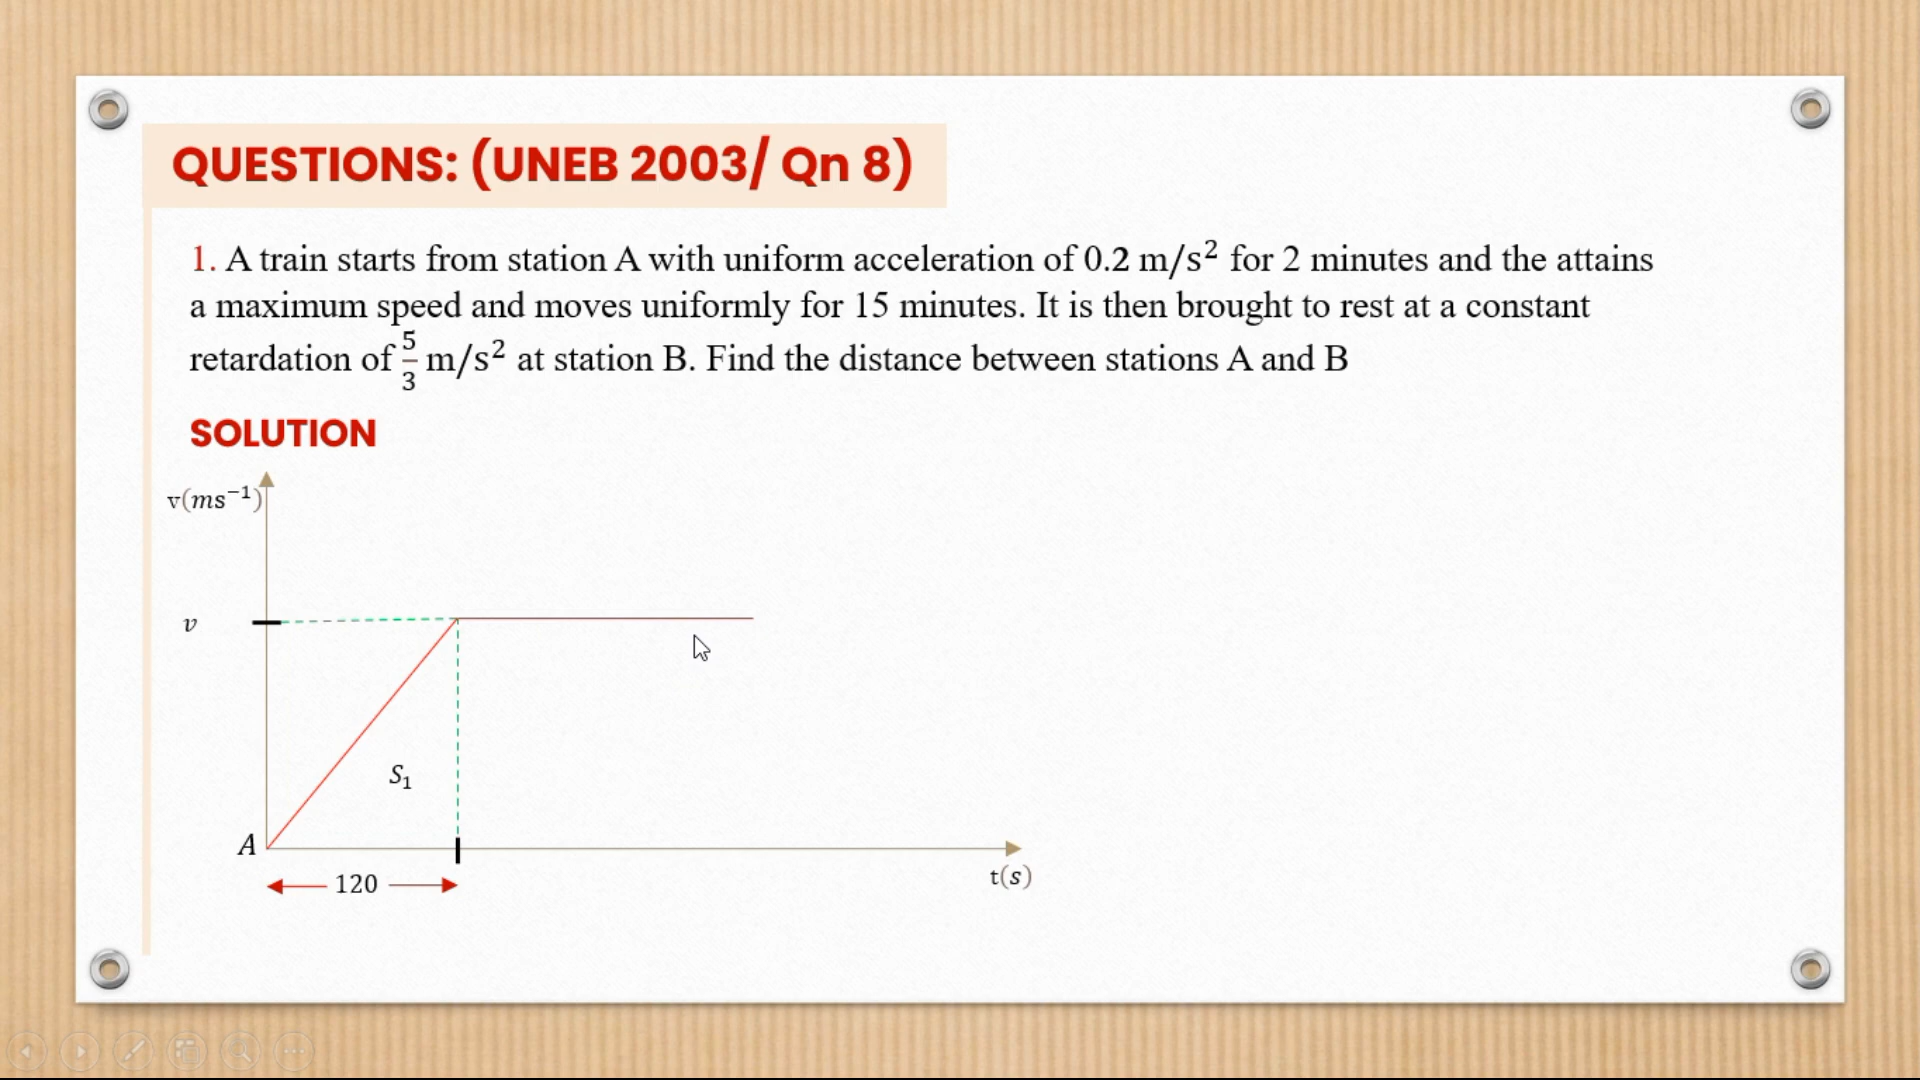 QUESTIONS: (UNEB 2003/ Qn 8)
1. A train starts from station A with uniform acceleration of 0.2 m/s² for 2 minutes and the attains
a maximum speed and moves uniformly for 15 minutes. It is then brought to rest at a constant
retardation of 5/3 m/s² at station B. Find the distance between stations A and B
SOLUTION
v(ms⁻¹)
v
S₁
A
120
t(s)